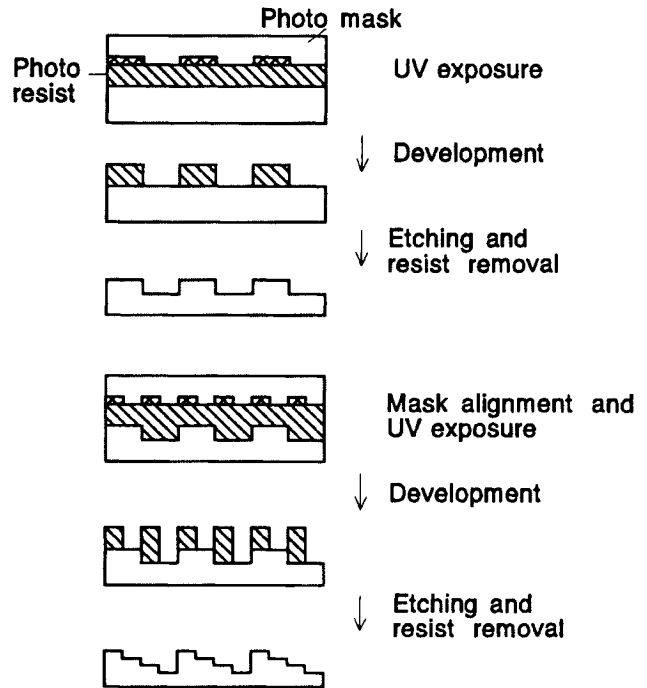 Photo mask
Photo
resist
UV exposure
Development
Etching and
resist removal
Mask alignment and
UV exposure
Development
Etching and
resist removal